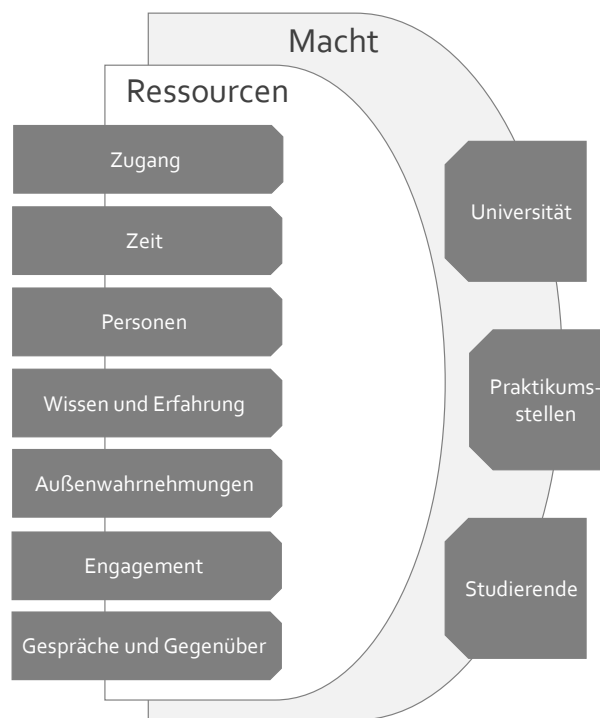 Macht
Ressourcen
Zugang
Zeit
Personen
Wissen und Erfahrung
Außenwahrnehmungen
Engagement
Gespräche und Gegenüber
Universität
Praktikums-
stellen
Studierende